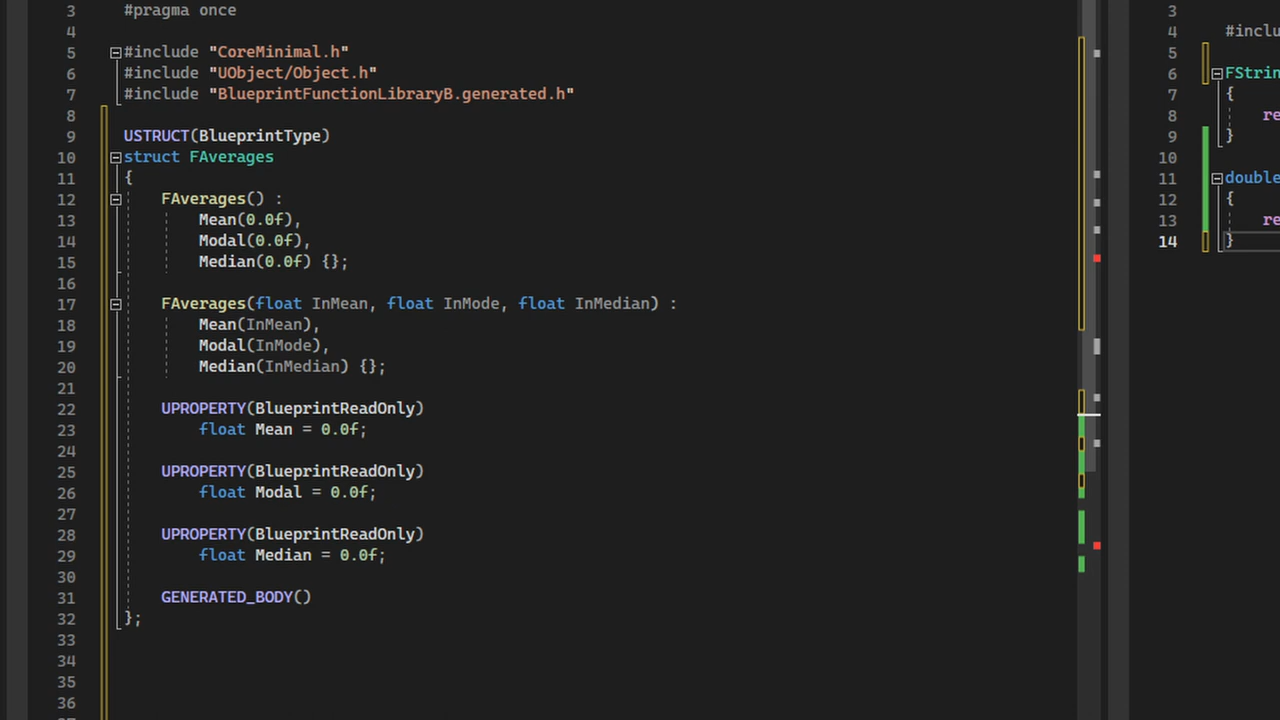 3 #pragma once
4
5 #include "CoreMinimal.h"
6 #include "UObject/Object.h"
7 #include "BlueprintFunctionLibraryB.generated.h"
8
9 USTRUCT(BlueprintType)
10 struct FAverages
11 {
12 FAverages() :
13 Mean(0.0f),
14 Modal(0.0f),
15 Median(0.0f) {};
16
17 FAverages(float InMean, float InMode, float InMedian) :
18 Mean(InMean),
19 Modal(InMode),
20 Median(InMedian) {};
21
22 UPROPERTY(BlueprintReadOnly)
23 float Mean = 0.0f;
24
25 UPROPERTY(BlueprintReadOnly)
26 float Modal = 0.0f;
27
28 UPROPERTY(BlueprintReadOnly)
29 float Median = 0.0f;
30
31 GENERATED_BODY()
32 };
33
34
35
36
3
4 #inclu
5
6 FStrin
7 {
8 re
9 }
10
11 double
12 {
13 re
14 }